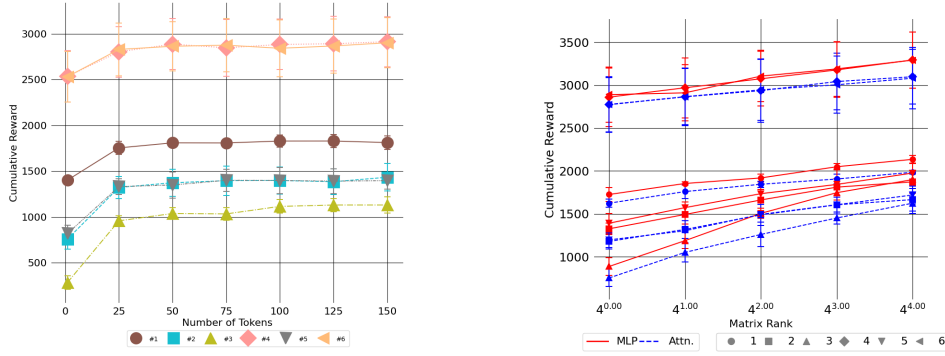 3000
2500
2000
1500
1000
500
Cumulative Reward
0 25 50 75 100 125 150
Number of Tokens
#1 #2 #3 #4 #5 #6
3500
3000
2500
2000
1500
1000
Cumulative Reward
4^0.00 4^1.00 4^2.00 4^3.00 4^4.00
Matrix Rank
MLP Attn. 1 2 3 4 5 6